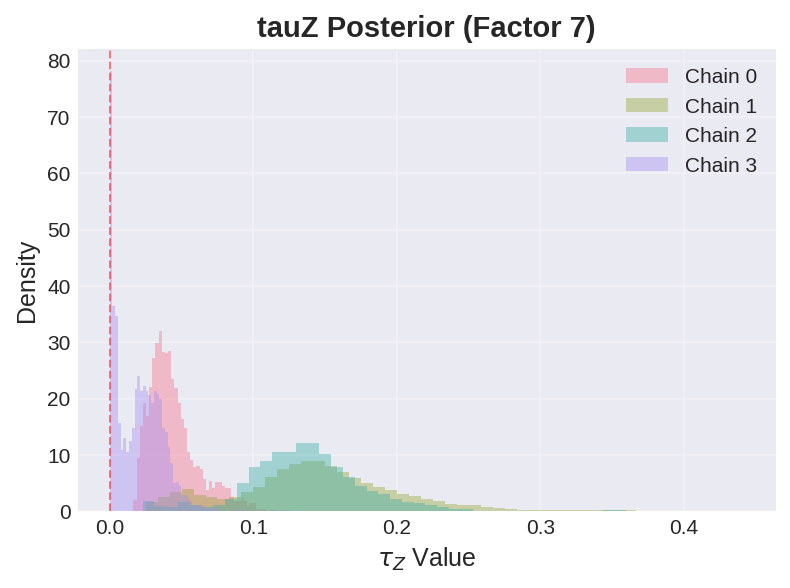 tauZ Posterior (Factor 7)
80
70
60
50
40
30
20
10
0
Density
Chain 0
Chain 1
Chain 2
Chain 3
0.0 0.1 0.2 0.3 0.4
τZ Value